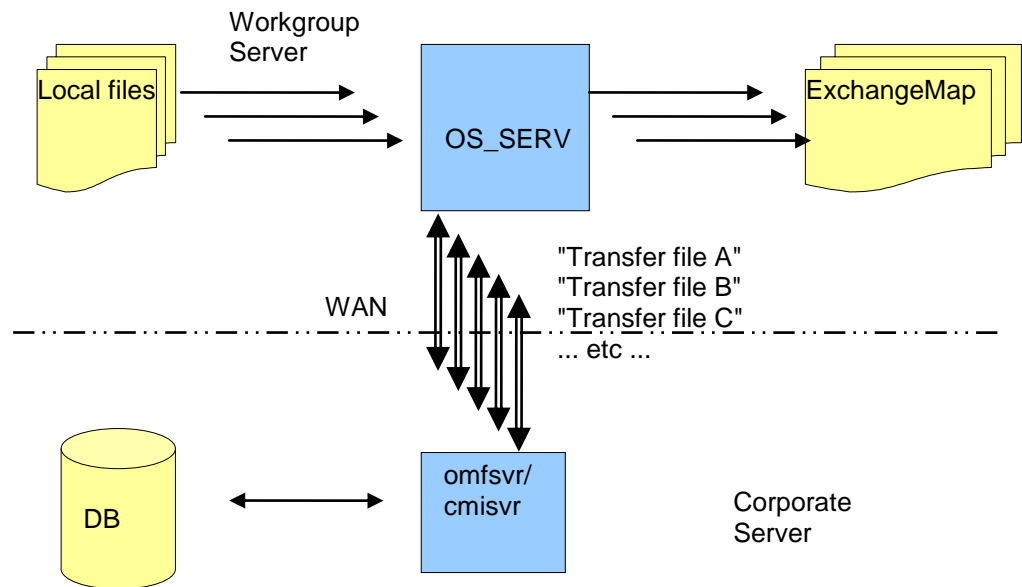 Workgroup
Server
Local files
OS_SERV
ExchangeMap
"Transfer file A"
"Transfer file B"
"Transfer file C"
... etc ...
WAN
omfsvr/
cmisvr
DB
Corporate
Server